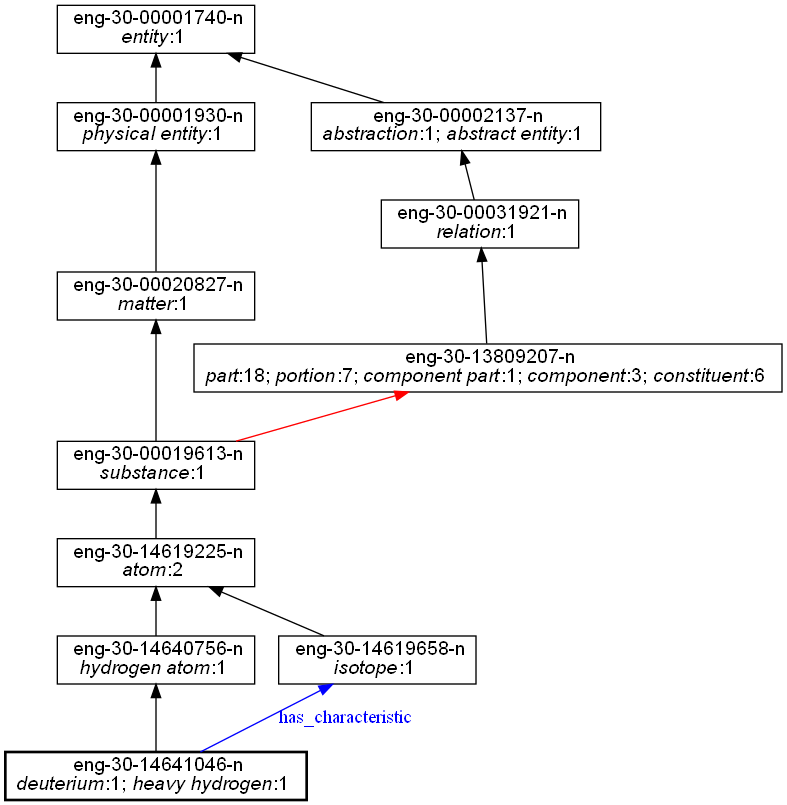 eng-30-00001740-n
entity:1
eng-30-00001930-n
physical entity:1
eng-30-00002137-n
abstraction:1; abstract entity:1
eng-30-00031921-n
relation:1
eng-30-00020827-n
matter:1
eng-30-13809207-n
part:18; portion:7; component part:1; component:3; constituent:6
eng-30-00019613-n
substance:1
eng-30-14619225-n
atom:2
eng-30-14640756-n
hydrogen atom:1
eng-30-14619658-n
isotope:1
has_characteristic
eng-30-14641046-n
deuterium:1; heavy hydrogen:1